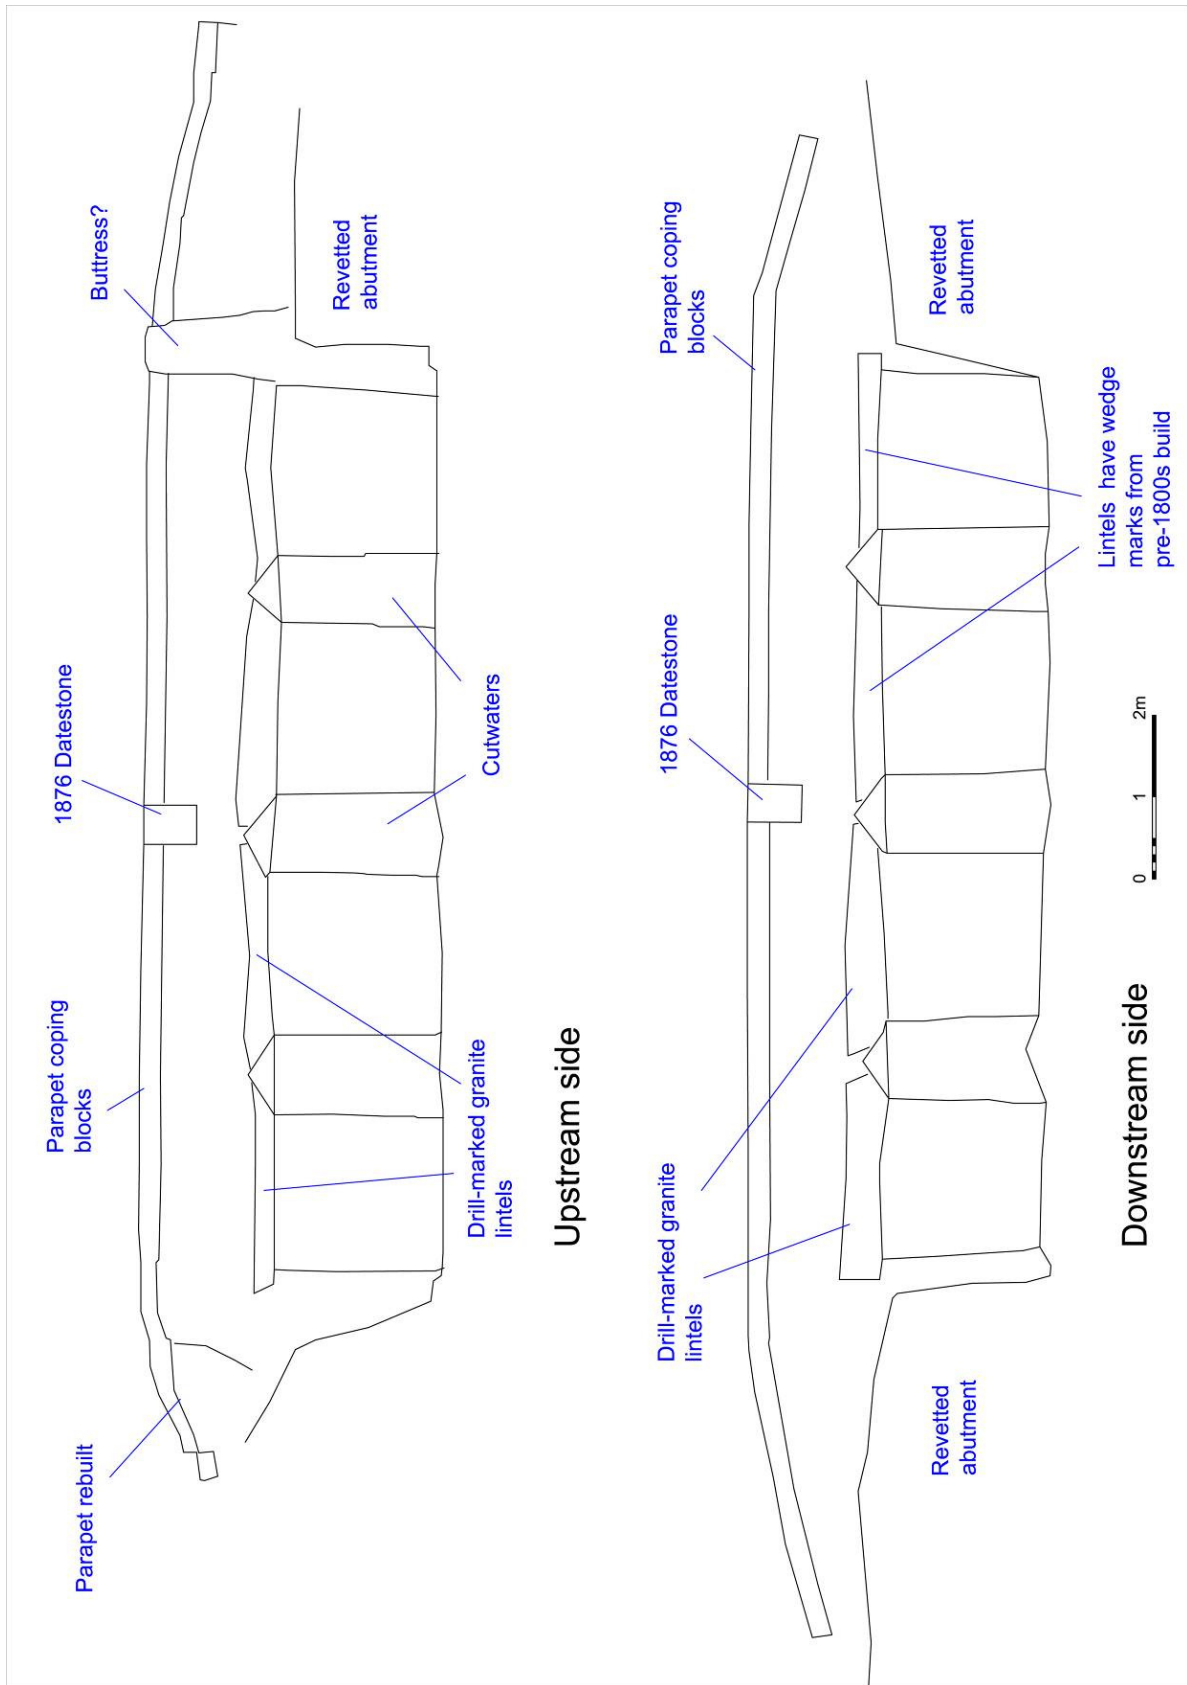 Parapet rebuilt
Parapet coping
blocks
1876 Datestone
Buttress?
Revetted
abutment
Drill-marked granite
lintels
Cutwaters
Upstream side
Drill-marked granite
lintels
1876 Datestone
Parapet coping
blocks
Revetted
abutment
Revetted
abutment
Lintels have wedge
marks from
pre-1800s build
0
1
2m
Downstream side